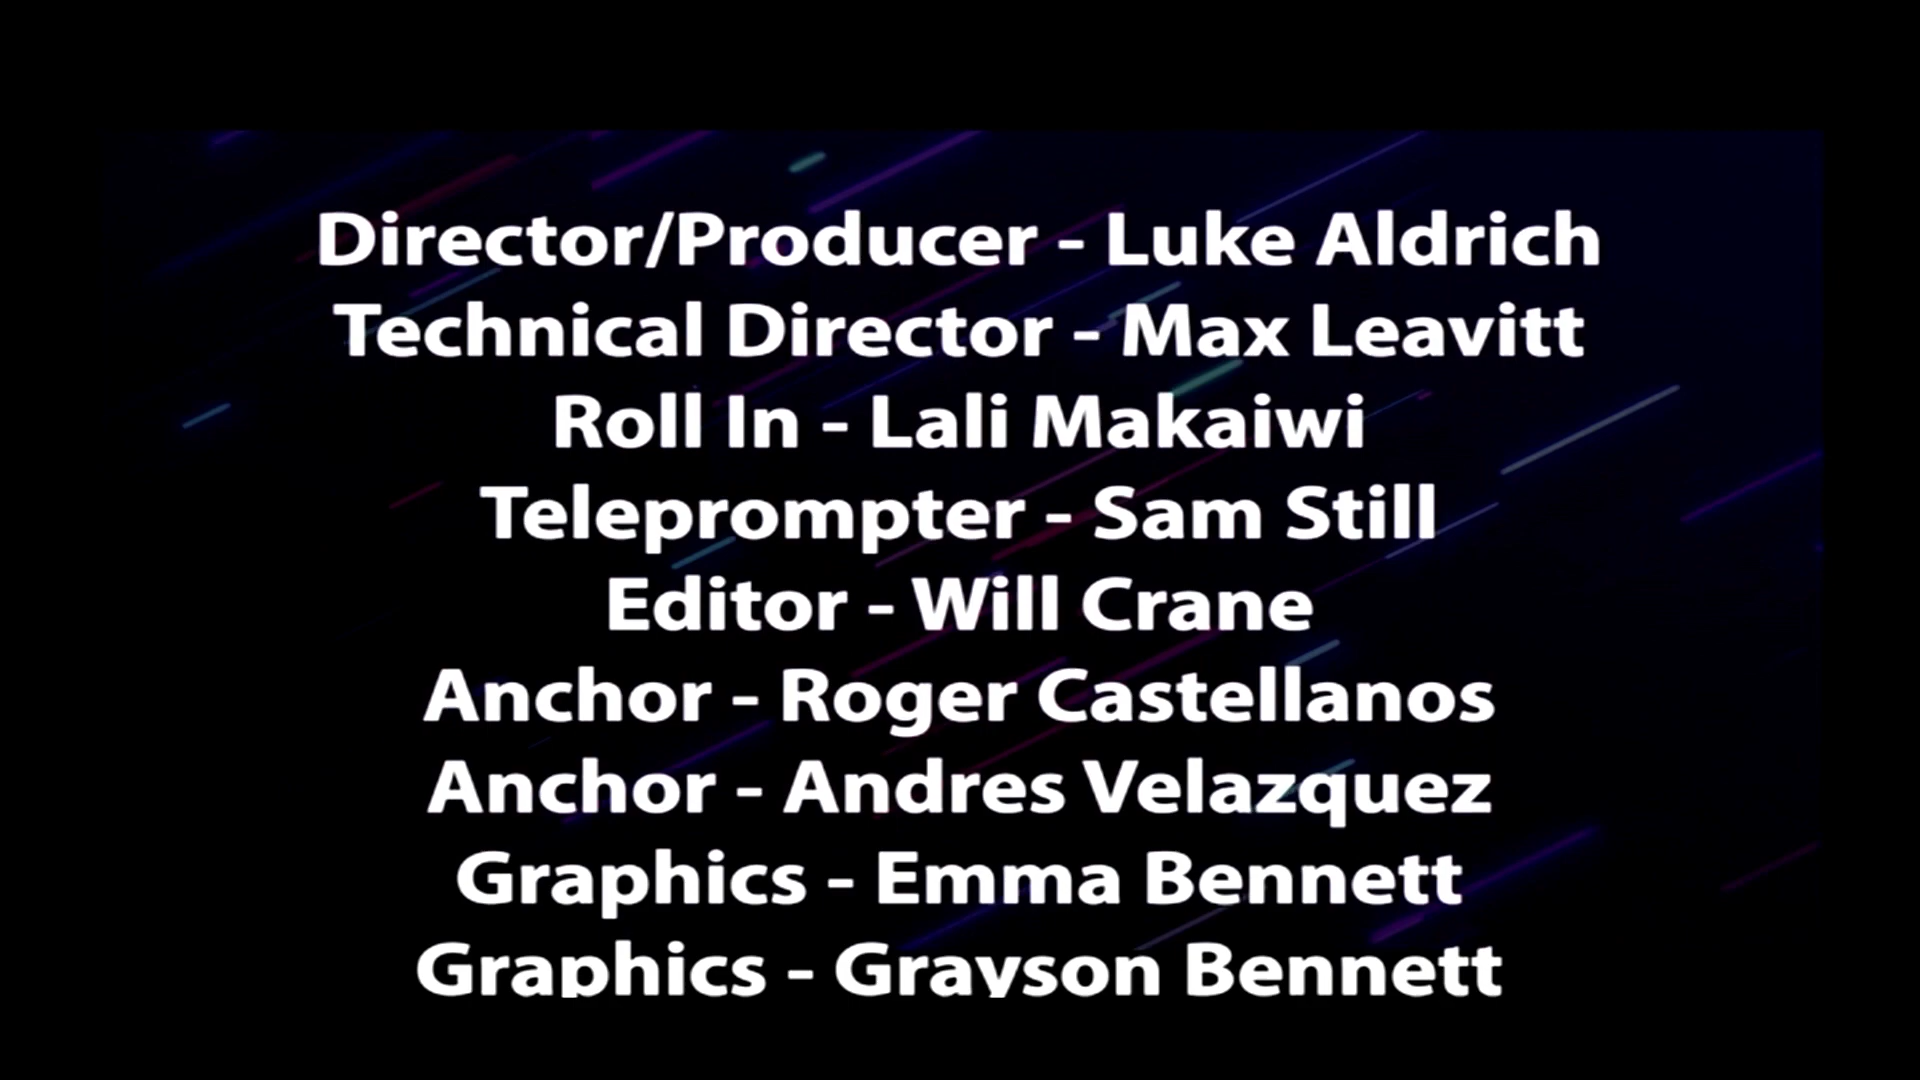 Director/Producer - Luke Aldrich
Technical Director - Max Leavitt
Roll In - Lali Makaiwi
Teleprompter - Sam Still
Editor - Will Crane
Anchor - Roger Castellanos
Anchor - Andres Velazquez
Graphics - Emma Bennett
Graphics - Grayson Bennett